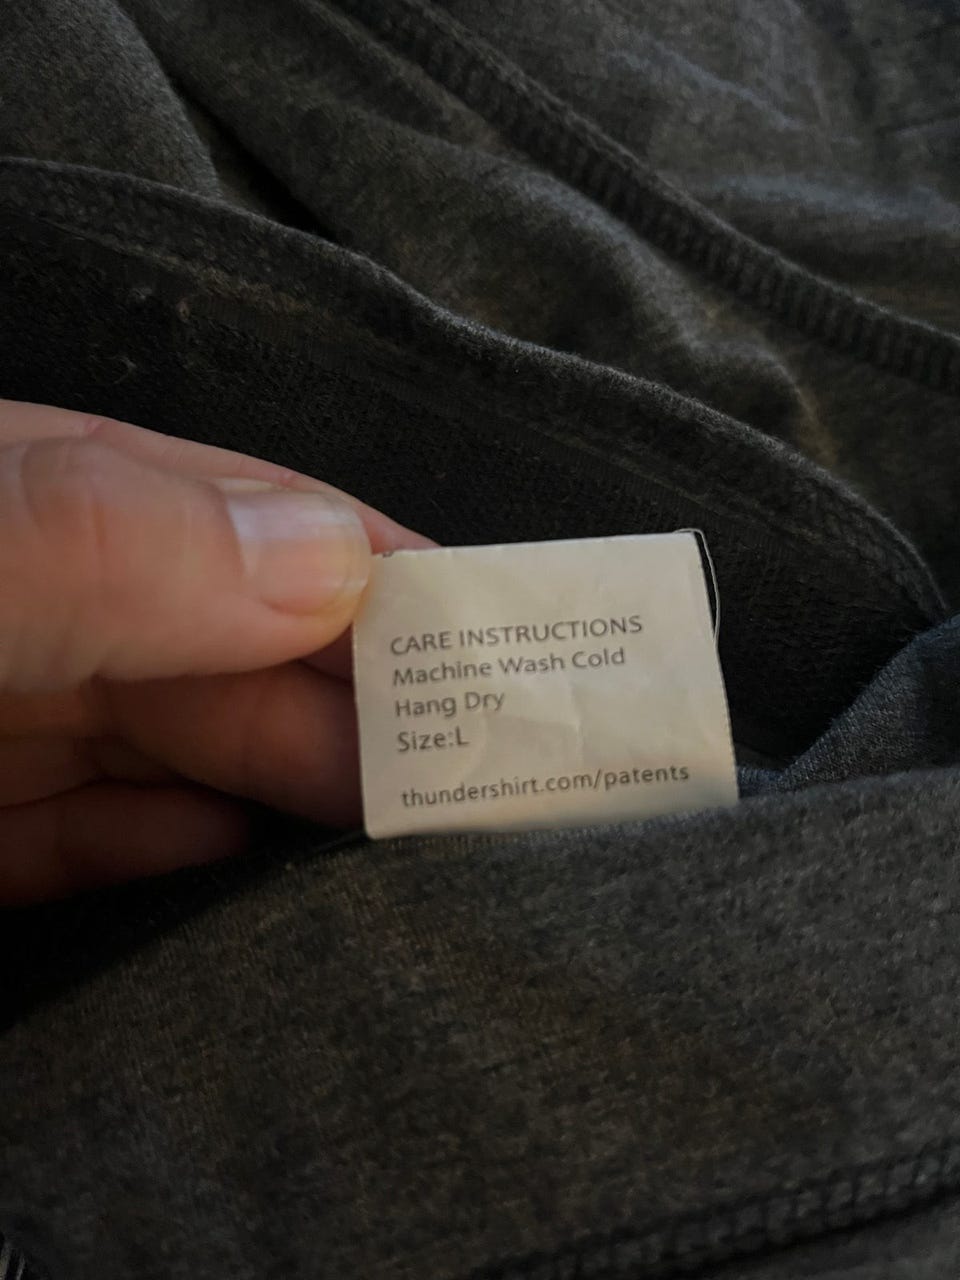 CARE INSTRUCTIONS
Machine Wash Cold
Hang Dry
Size:L
thundershirt.com/patents